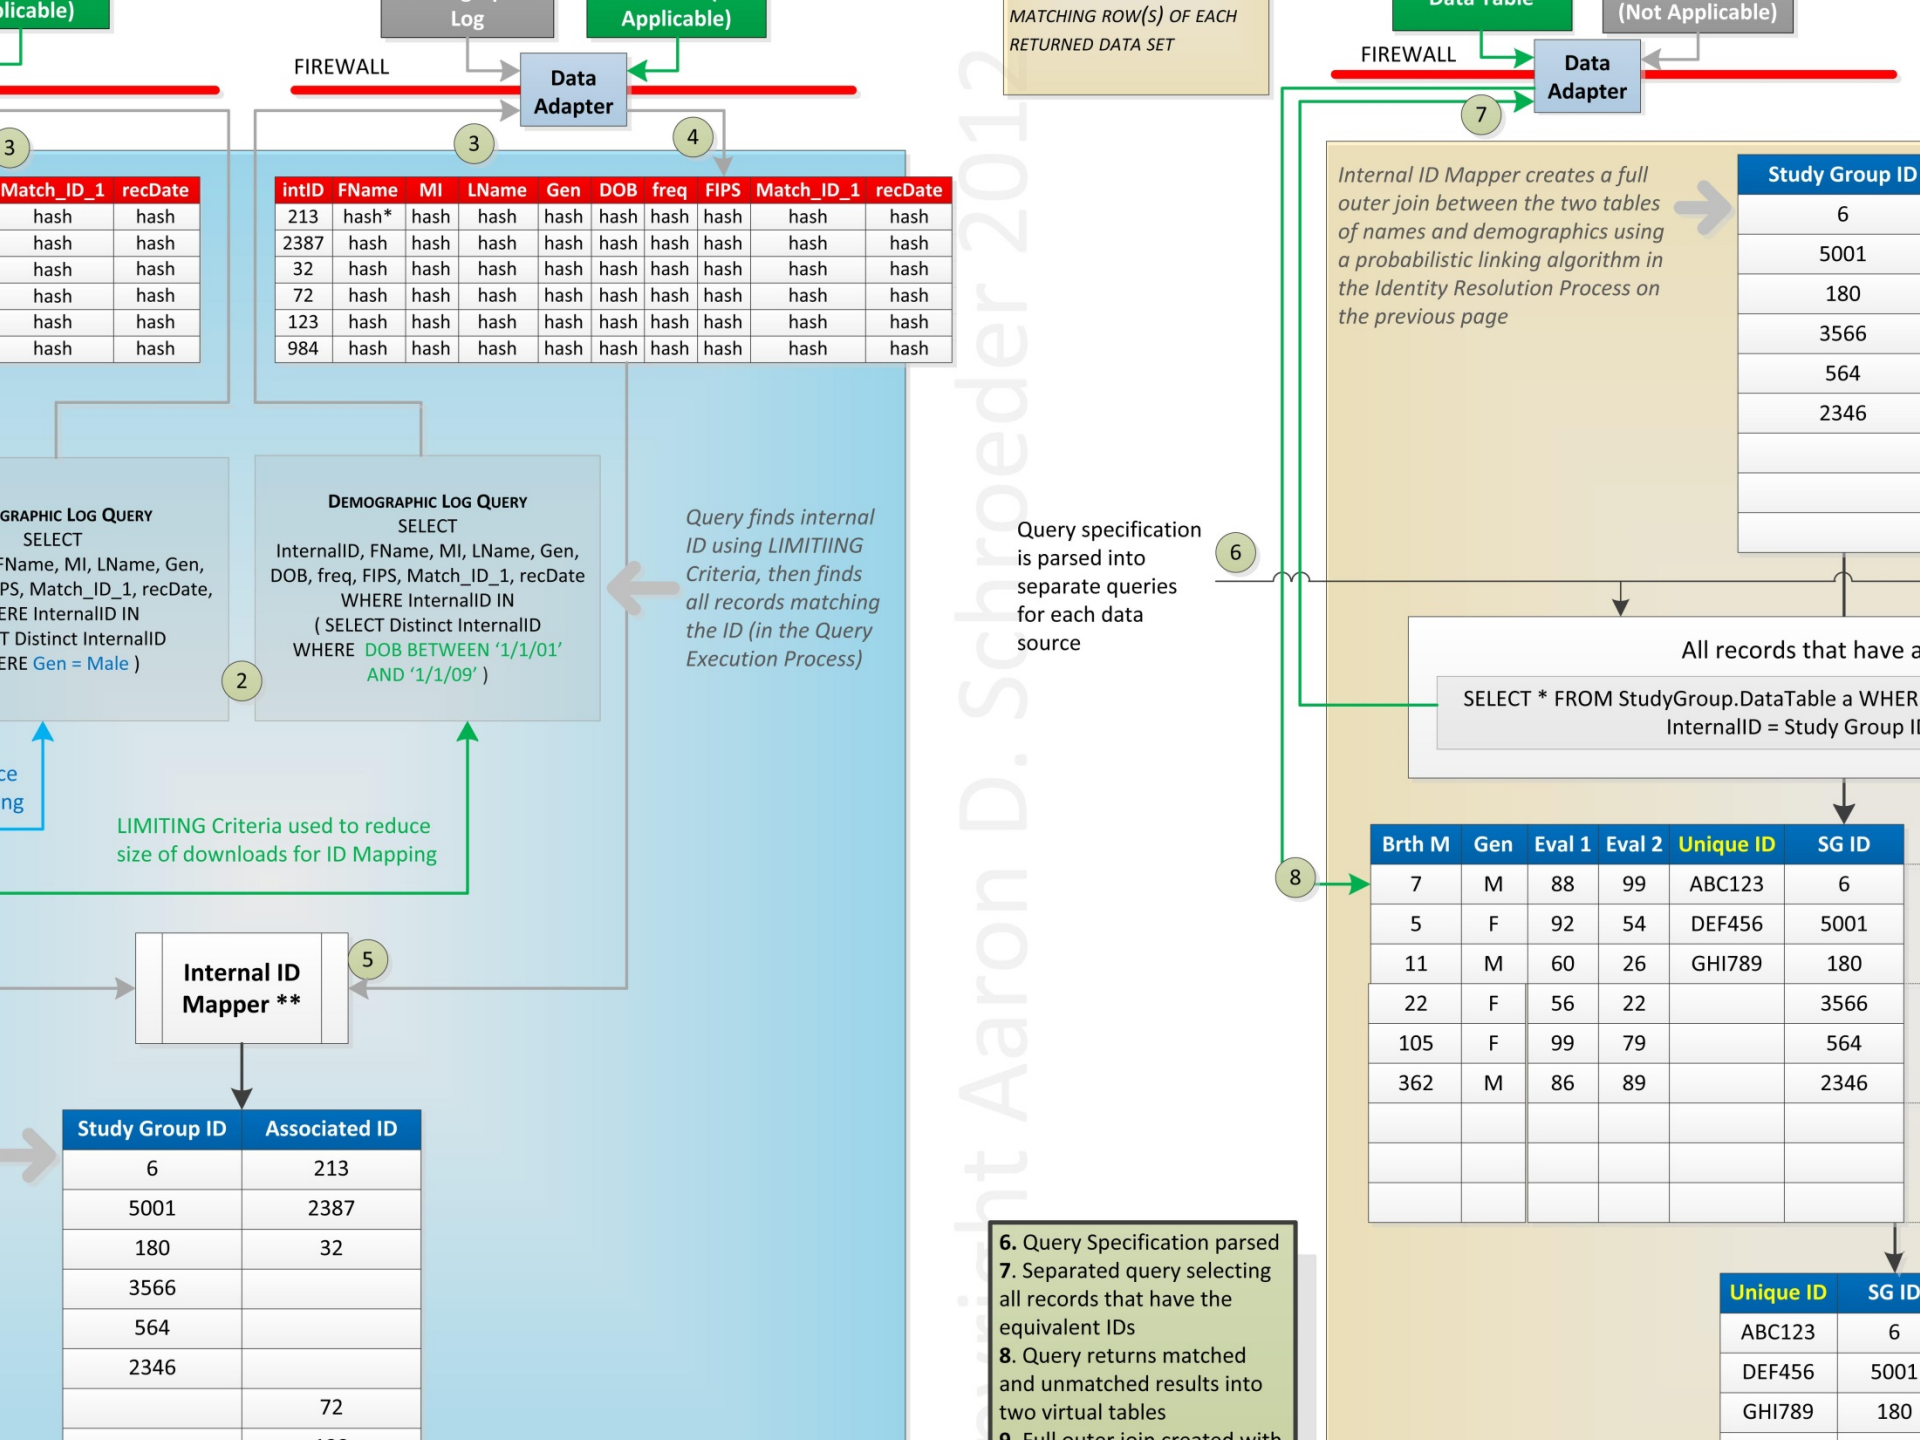 licable)
Log
Applicable)
FIREWALL
Data
Adapter
3
3
4
Match_ID_1 recDate
hash hash
hash hash
hash hash
hash hash
hash hash
hash hash
intID FName MI LName Gen DOB freq FIPS Match_ID_1 recDate
213 hash* hash hash hash hash hash hash hash hash
2387 hash hash hash hash hash hash hash hash hash
32 hash hash hash hash hash hash hash hash hash
72 hash hash hash hash hash hash hash hash hash
123 hash hash hash hash hash hash hash hash hash
984 hash hash hash hash hash hash hash hash hash
GRAPHIC LOG QUERY
SELECT
FName, MI, LName, Gen,
PS, Match_ID_1, recDate,
ERE InternalID IN
T Distinct InternalID
ERE Gen = Male )
2
DEMOGRAPHIC LOG QUERY
SELECT
InternalID, FName, MI, LName, Gen,
DOB, freq, FIPS, Match_ID_1, recDate
WHERE InternalID IN
( SELECT Distinct InternalID
WHERE DOB BETWEEN ‘1/1/01’
AND ‘1/1/09’ )
Query finds internal
ID using LIMITIING
Criteria, then finds
all records matching
the ID (in the Query
Execution Process)
ce
ng
LIMITING Criteria used to reduce
size of downloads for ID Mapping
Internal ID
Mapper **
5
Study Group ID Associated ID
6 213
5001 2387
180 32
3566
564
2346
72
Aaron D. Schroeder 2012
MATCHING ROW(S) OF EACH
RETURNED DATA SET
Data Table
(Not Applicable)
FIREWALL
Data
Adapter
7
Internal ID Mapper creates a full
outer join between the two tables
of names and demographics using
a probabilistic linking algorithm in
the Identity Resolution Process on
the previous page
Study Group ID
6
5001
180
3566
564
2346
Query specification
is parsed into
separate queries
for each data
source
6
All records that have a
SELECT * FROM StudyGroup.DataTable a WHER
InternalID = Study Group I
8
Brth M Gen Eval 1 Eval 2 Unique ID SG ID
7 M 88 99 ABC123 6
5 F 92 54 DEF456 5001
11 M 60 26 GHI789 180
22 F 56 22 3566
105 F 99 79 564
362 M 86 89 2346
6. Query Specification parsed
7. Separated query selecting
all records that have the
equivalent IDs
8. Query returns matched
and unmatched results into
two virtual tables
9. Full outer join created with
Unique ID SG ID
ABC123 6
DEF456 5001
GHI789 180